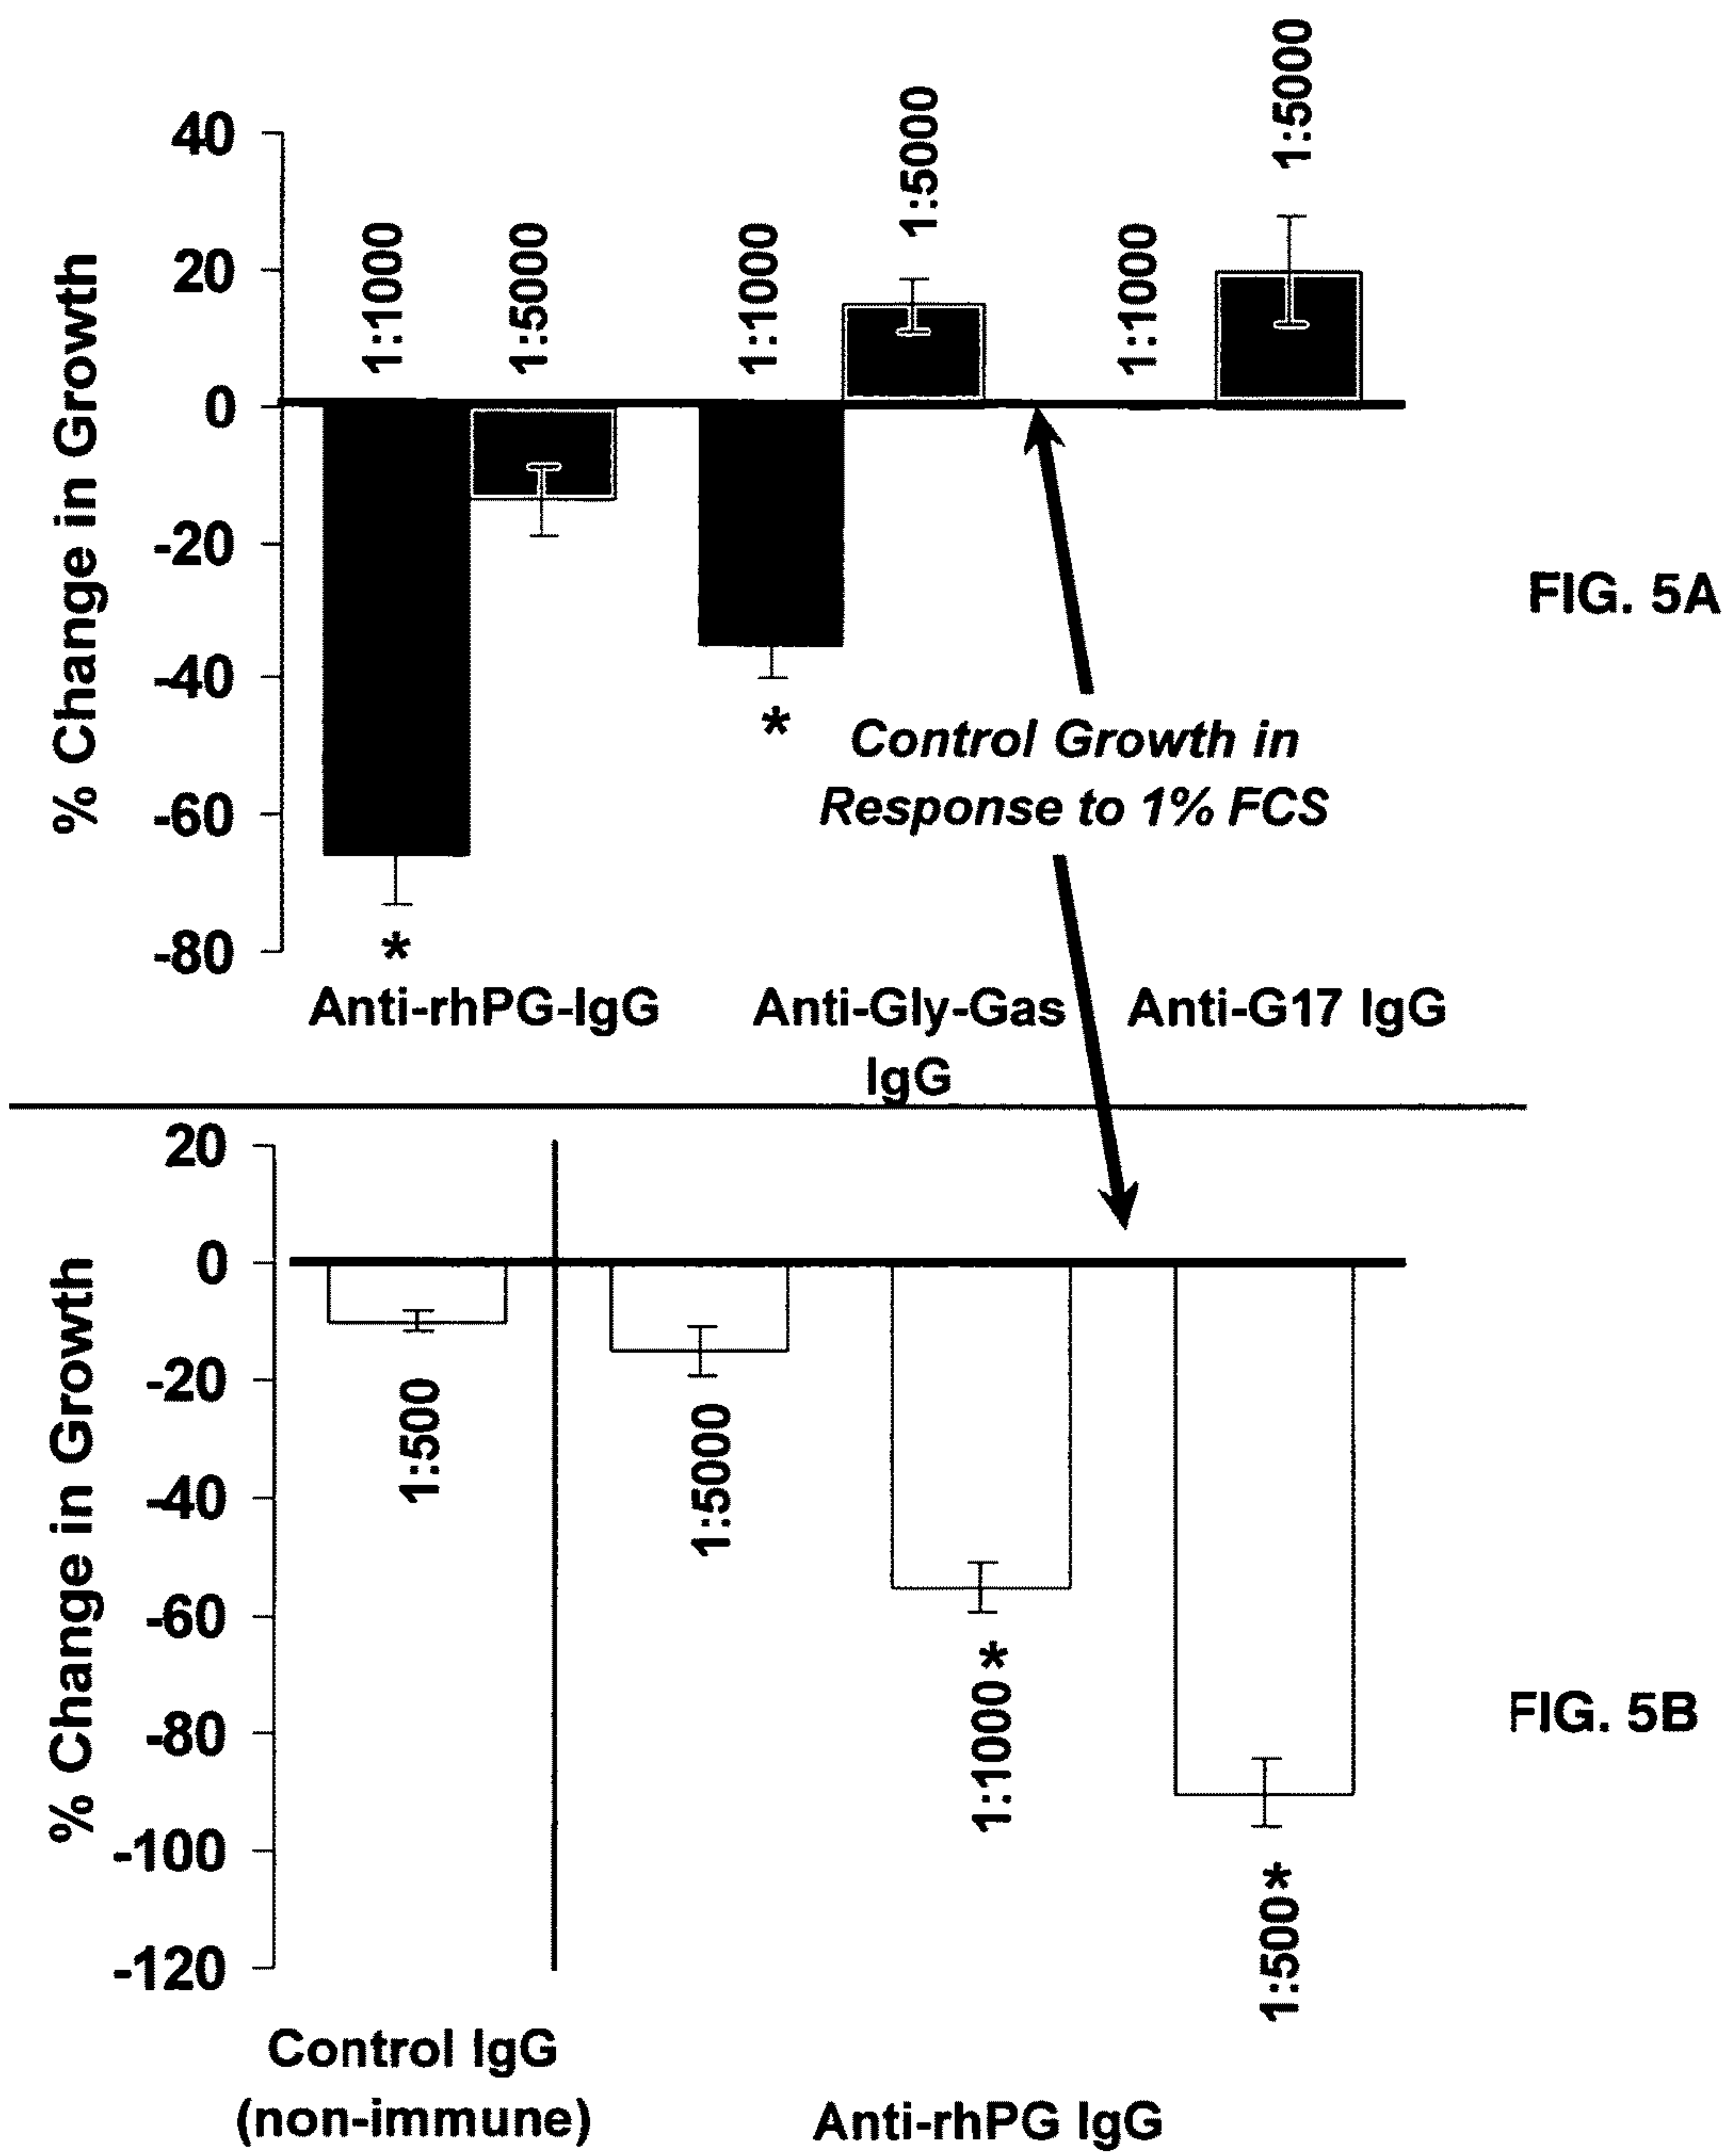 1:5000
1:5000
40
1:1000
1:5000
1:1000
1:1000
20
0
-20
-40
-60
-80
% Change in Growth
FIG. 5A
*
*
Control Growth in
Response to 1% FCS
Anti-rhPG-IgG
Anti-Gly-Gas
IgG
Anti-G17 IgG
20
0
-20
-40
-60
-80
-100
-120
% Change in Growth
1:500
1:5000
1:1000*
1:500*
FIG. 5B
Control IgG
(non-immune)
Anti-rhPG IgG